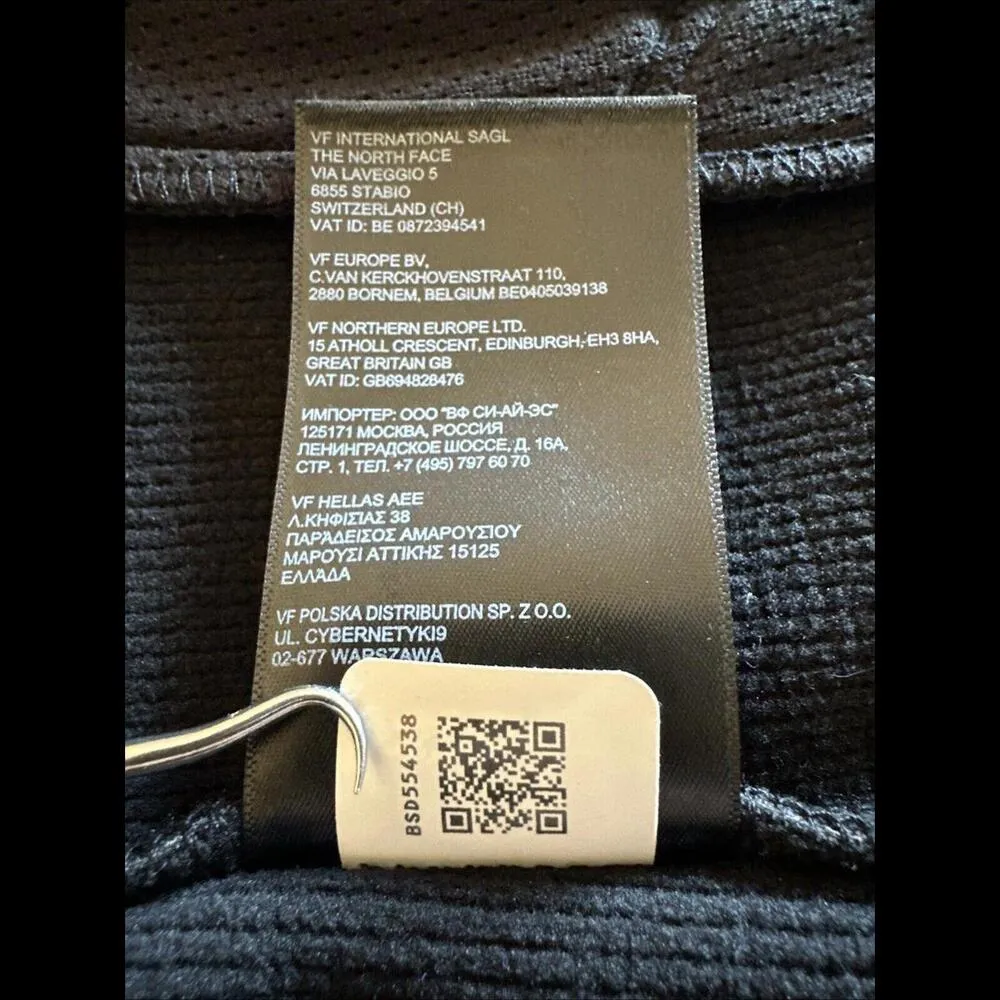 VF INTERNATIONAL SAGL
THE NORTH FACE
VIA LAVEGGIO 5
6855 STABIO
SWITZERLAND (CH)
VAT ID: BE 0872394541
VF EUROPE BV,
C.VAN KERCKHOVENSTRAAT 110,
2880 BORNEM, BELGIUM BE0405039138
VF NORTHERN EUROPE LTD.
15 ATHOLL CRESCENT, EDINBURGH, EH3 8HA,
GREAT BRITAIN GB
VAT ID: GB694828476
ИМПОРТЕР: ООО "ВФ СИ-АЙ-ЭС"
125171 МОСКВА, РОССИЯ
ЛЕНИНГРАДСКОЕ ШОССЕ, Д. 16А,
СТР. 1, ТЕЛ. +7 (495) 797 60 70
VF HELLAS AEE
Λ.ΚΗΦΙΣΙΑΣ 38
ΠΑΡΆΔΕΙΣΟΣ ΑΜΑΡΟΥΣΊΟΥ
ΜΑΡΟΥΣΙ ΑΤΤΙΚΗΣ 15125
ΕΛΛΆΔΑ
VF POLSKA DISTRIBUTION SP. Z O.O.
UL. CYBERNETYKI9
02-677 WARSZAWA
BSD554538